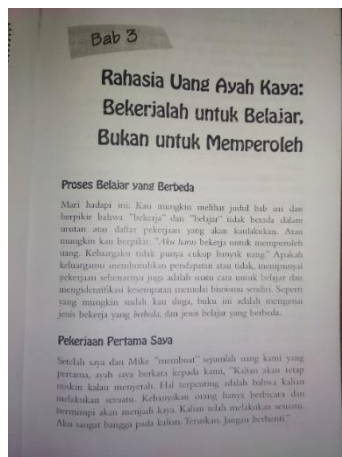 Bab 3
Rahasia Uang Ayah Kaya:
Bekerjalah untuk Belajar,
Bukan untuk Memperoleh
Proses Belajar yang Berbeda
Mari hadapi ini: Kau mungkin melihat judul bab ini dan
berpikir bahwa "bekerja" dan "belajar" tidak berada dalam
urutan atas daftar pekerjaan yang akan kaulakukan. Atau
mungkin kau berpikir: "Aku harus bekerja untuk memperoleh
uang. Keluargaku tidak punya cukup banyak uang." Apakah
keluargamu membutuhkan pendapatan atau tidak, mempunyai
pekerjaan sebenarnya juga adalah suatu cara untuk belajar dan
mengidentifikasi kesempatan memulai bisnismu sendiri. Seperti
yang mungkin sudah kau duga, buku ini adalah mengenai
jenis bekerja yang berbeda, dan jenis belajar yang berbeda.
Pekerjaan Pertama Saya
Setelah saya dan Mike "membuat" sejumlah uang kami yang
pertama, ayah saya berkata kepada kami, "Kalian akan tetap
miskin kalau menyerah. Hal terpenting adalah bahwa kalian
melakukan sesuatu. Kebanyakan orang hanya berbicara dan
bermimpi akan menjadi kaya. Kalian telah melakukan sesuatu.
Aku sangat bangga pada kalian. Teruskan. Jangan berhenti."